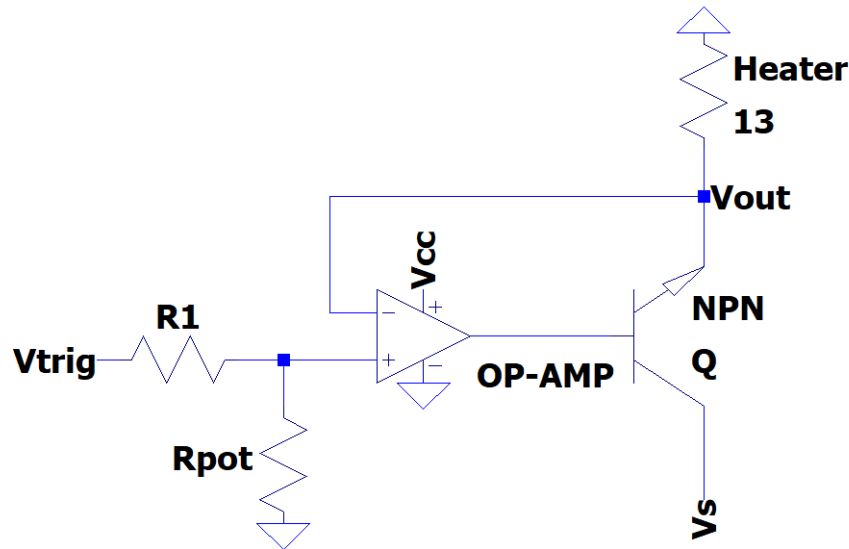 Heater
13
Vout
Vcc
+
R1
−
NPN
Vtrig
+
−
OP-AMP
Q
Rpot
Vs